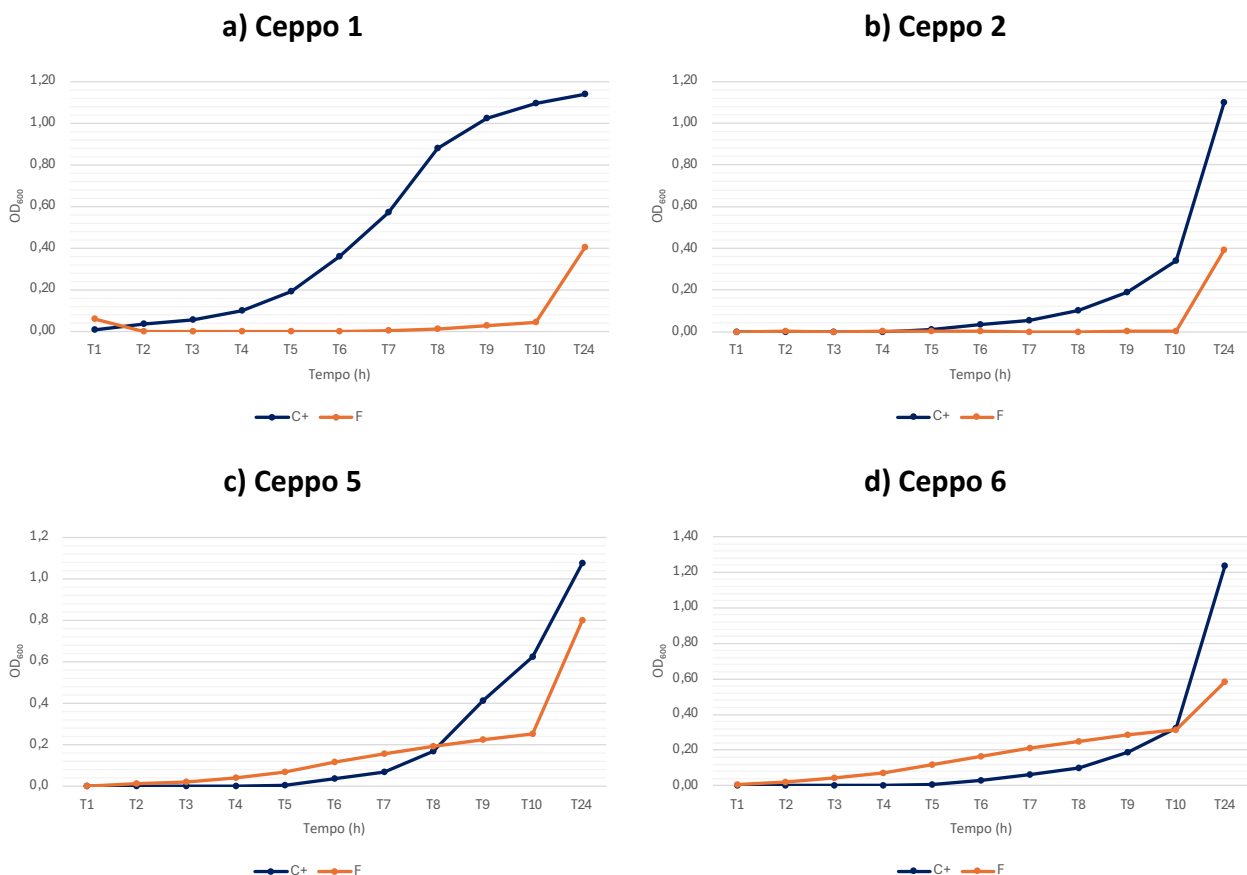 a) Ceppo 1
1,20
1,00
0,80
0,60
0,40
0,20
0,00
OD600
T1 T2 T3 T4 T5 T6 T7 T8 T9 T10 T24
Tempo (h)
C+ F
b) Ceppo 2
1,20
1,00
0,80
0,60
0,40
0,20
0,00
OD600
T1 T2 T3 T4 T5 T6 T7 T8 T9 T10 T24
Tempo (h)
C+ F
c) Ceppo 5
1,2
1,0
0,8
0,6
0,4
0,2
0,0
OD600
T1 T2 T3 T4 T5 T6 T7 T8 T9 T10 T24
Tempo (h)
C+ F
d) Ceppo 6
1,40
1,20
1,00
0,80
0,60
0,40
0,20
0,00
OD600
T1 T2 T3 T4 T5 T6 T7 T8 T9 T10 T24
Tempo (h)
C+ F